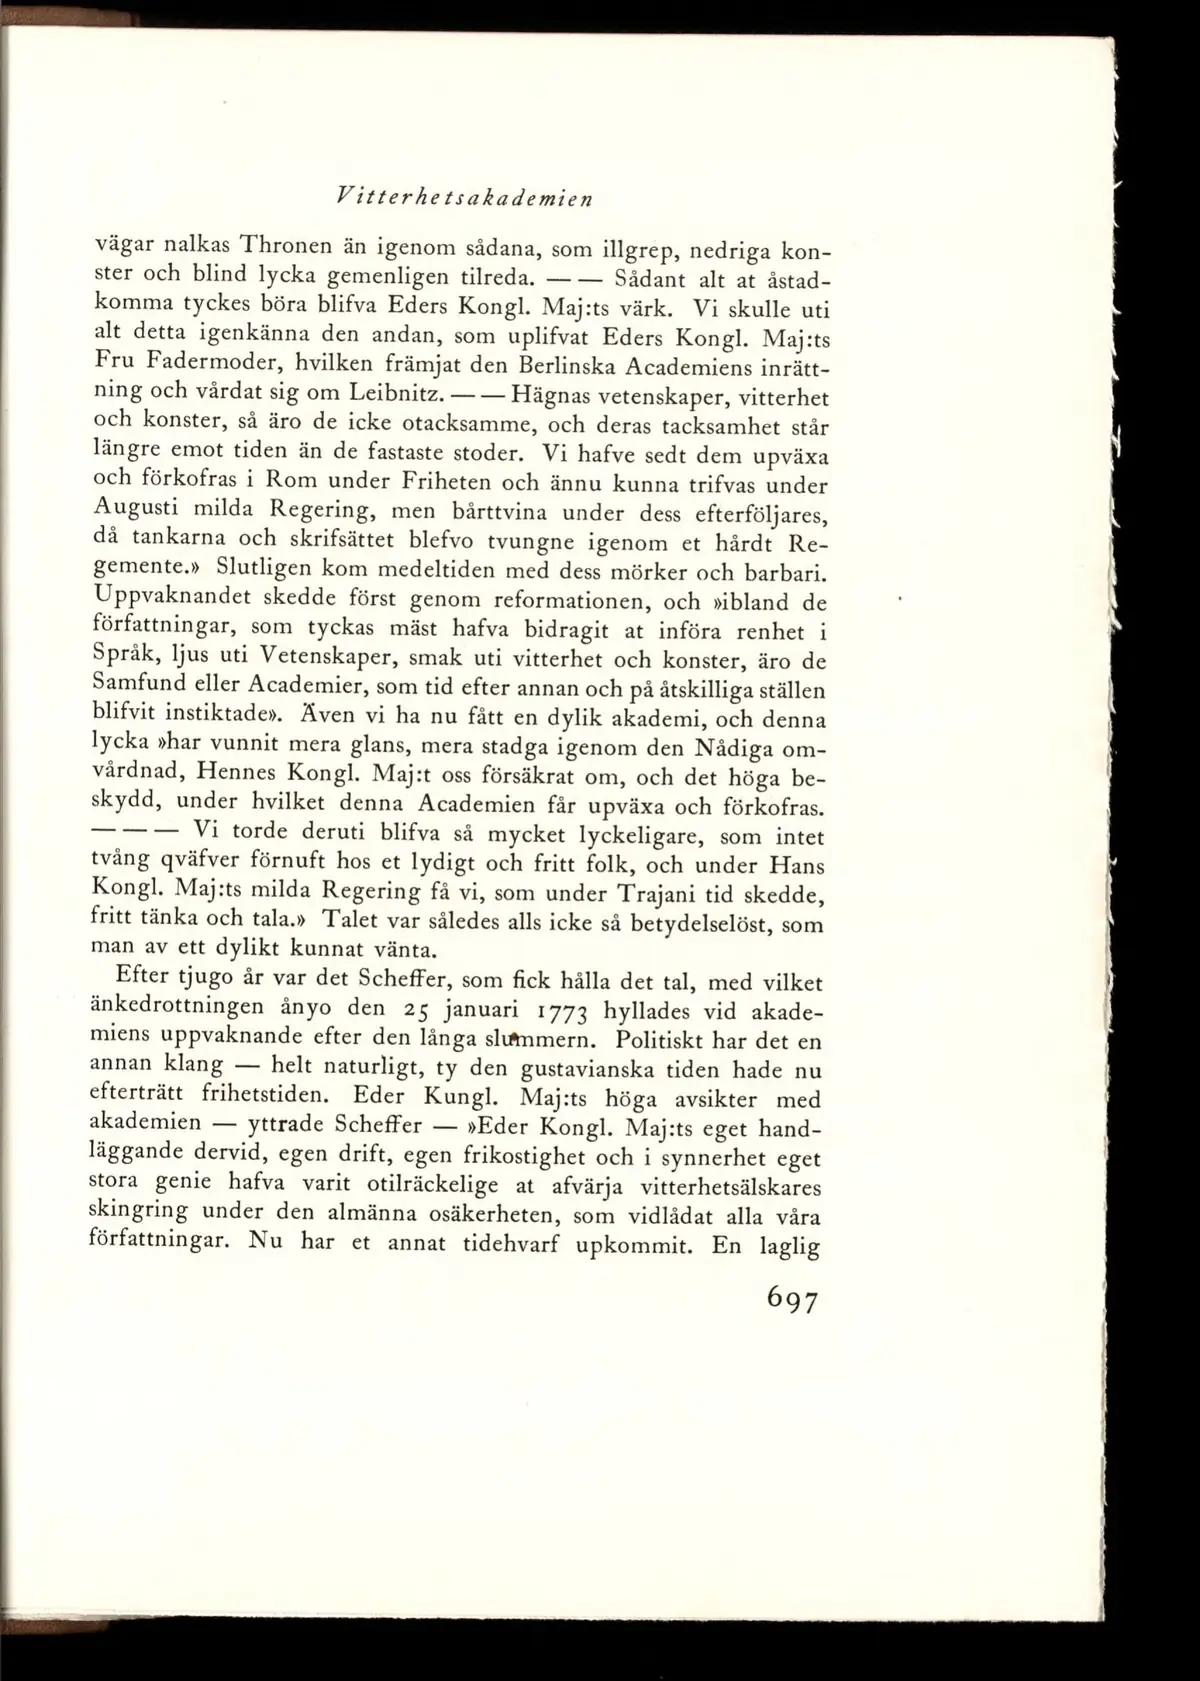 Vitterhetsakademien
vägar nalkas Thronen än igenom sådana, som illgrep, nedriga kon-
ster och blind lycka gemenligen tilreda. — — Sådant alt at åstad-
komma tyckes böra blifva Eders Kongl. Maj:ts värk. Vi skulle uti
alt detta igenkänna den andan, som uplifvat Eders Kongl. Maj:ts
Fru Fadermoder, hvilken främjat den Berlinska Academiens inrätt-
ning och vårdat sig om Leibnitz. — — Hägnas vetenskaper, vitterhet
och konster, så äro de icke otacksamme, och deras tacksamhet står
längre emot tiden än de fastaste stoder. Vi hafve sedt dem upväxa
och förkofras i Rom under Friheten och ännu kunna trifvas under
Augusti milda Regering, men bårttvina under dess efterföljares,
då tankarna och skrifsättet blefvo tvungne igenom et hårdt Re-
gemente.» Slutligen kom medeltiden med dess mörker och barbari.
Uppvaknandet skedde först genom reformationen, och »ibland de
författningar, som tyckas mäst hafva bidragit at införa renhet i
Språk, ljus uti Vetenskaper, smak uti vitterhet och konster, äro de
Samfund eller Academier, som tid efter annan och på åtskilliga ställen
blifvit instiktade». Även vi ha nu fått en dylik akademi, och denna
lycka »har vunnit mera glans, mera stadga igenom den Nådiga om-
vårdnad, Hennes Kongl. Maj:t oss försäkrat om, och det höga be-
skydd, under hvilket denna Academien får upväxa och förkofras.
— — — Vi torde deruti blifva så mycket lyckeligare, som intet
tvång qväfver förnuft hos et lydigt och fritt folk, och under Hans
Kongl. Maj:ts milda Regering få vi, som under Trajani tid skedde,
fritt tänka och tala.» Talet var således alls icke så betydelselöst, som
man av ett dylikt kunnat vänta.
Efter tjugo år var det Scheffer, som fick hålla det tal, med vilket
änkedrottningen ånyo den 25 januari 1773 hyllades vid akade-
miens uppvaknande efter den långa slummern. Politiskt har det en
annan klang — helt naturligt, ty den gustavianska tiden hade nu
efterträtt frihetstiden. Eder Kungl. Maj:ts höga avsikter med
akademien — yttrade Scheffer — »Eder Kongl. Maj:ts eget hand-
läggande dervid, egen drift, egen frikostighet och i synnerhet eget
stora genie hafva varit otilräckelige at afvärja vitterhetsälskares
skingring under den almänna osäkerheten, som vidlådat alla våra
författningar. Nu har et annat tidehvarf upkommit. En laglig
697